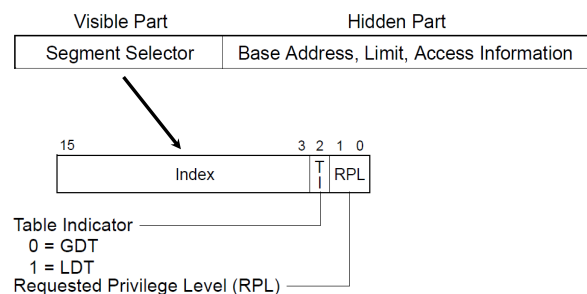 Visible Part Hidden Part
Segment Selector Base Address, Limit, Access Information
15 3 2 1 0
Index TI RPL
Table Indicator
0 = GDT
1 = LDT
Requested Privilege Level (RPL)